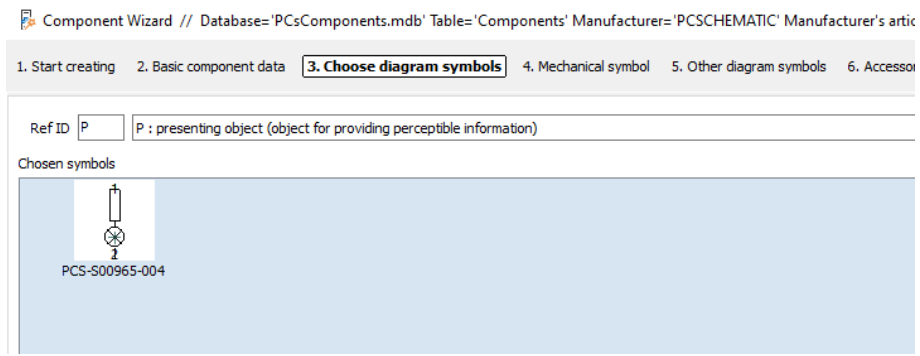 Component Wizard // Database='PCsComponents.mdb' Table='Components' Manufacturer='PCSCHEMATIC' Manufacturer's artic
1. Start creating 2. Basic component data 3. Choose diagram symbols 4. Mechanical symbol 5. Other diagram symbols 6. Accessor
Ref ID P P : presenting object (object for providing perceptible information)
Chosen symbols
1
2
PCS-S00965-004